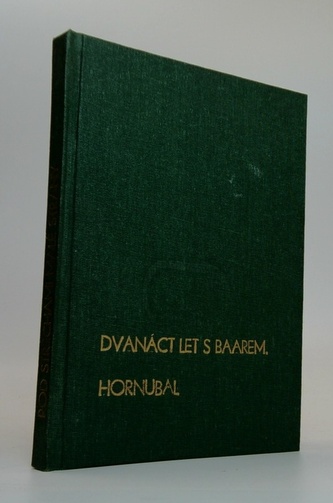 DVANÁCT LET S BAAREM.
HORNUBAL